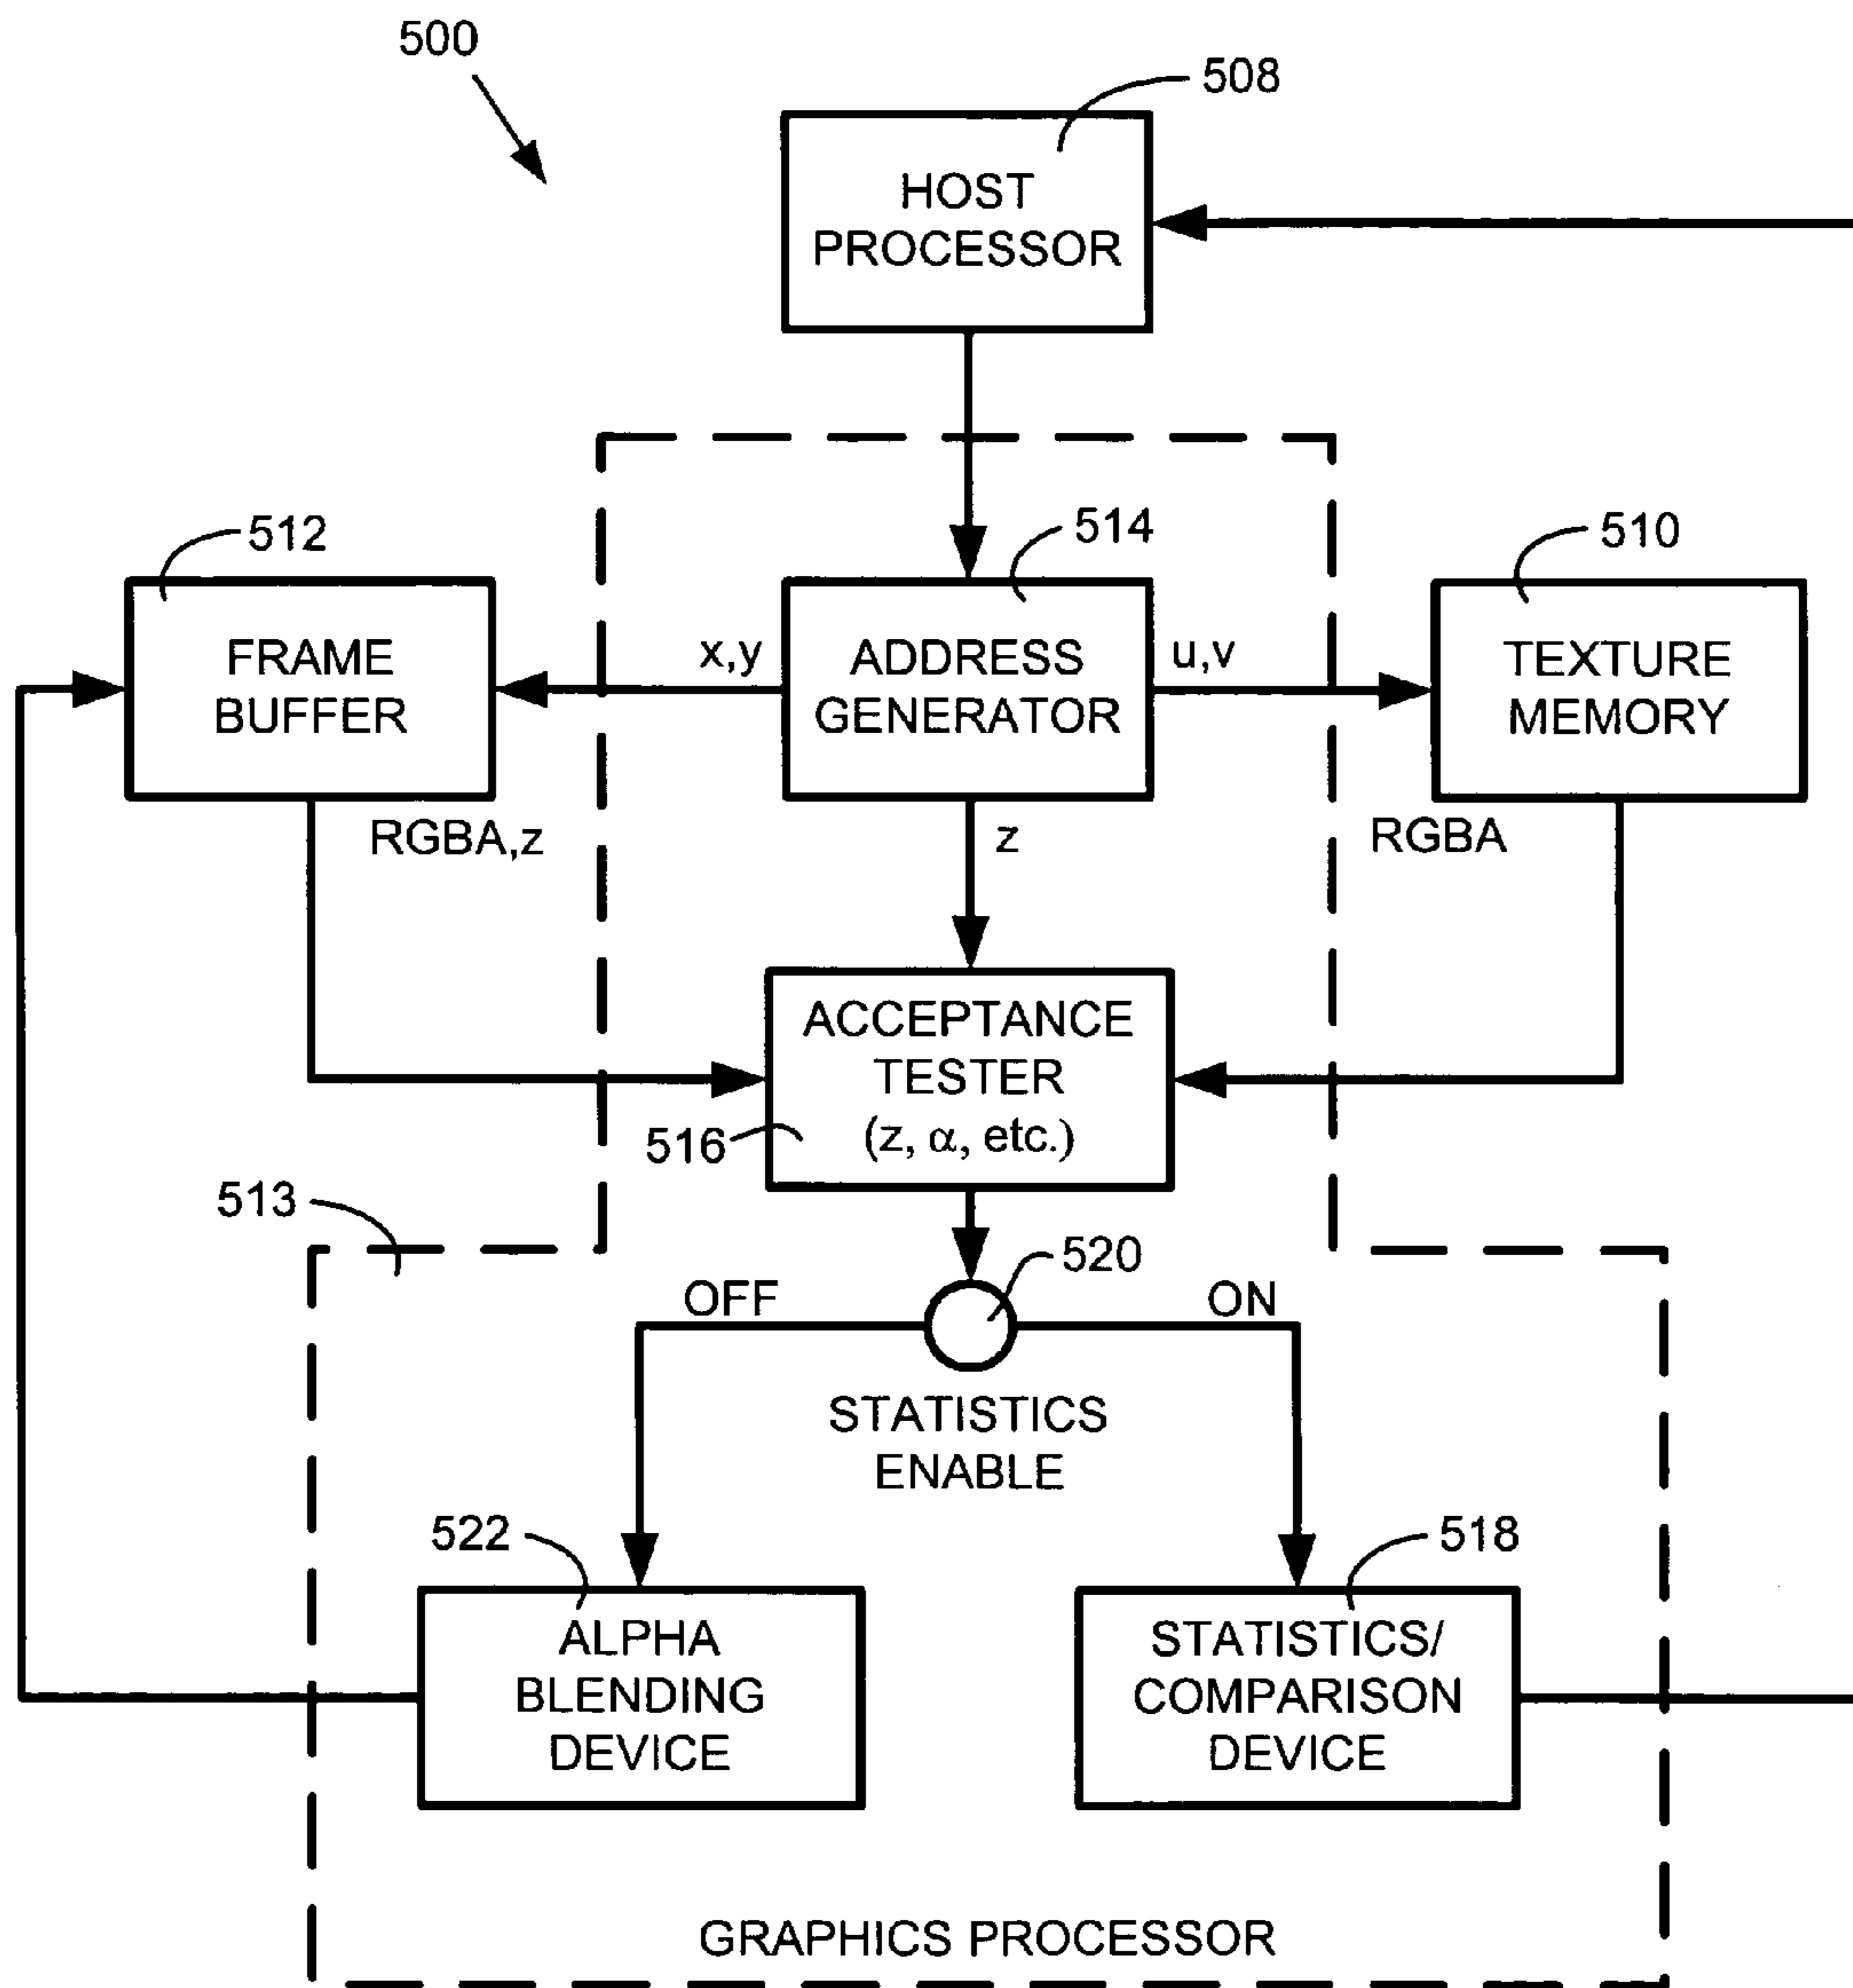 500
508
HOST
PROCESSOR
512
514
510
FRAME
BUFFER
x,y
ADDRESS
GENERATOR
u,v
TEXTURE
MEMORY
RGBA,z
z
RGBA
ACCEPTANCE
TESTER
(z, α, etc.)
516
513
520
OFF
ON
STATISTICS
ENABLE
522
518
ALPHA
BLENDING
DEVICE
STATISTICS/
COMPARISON
DEVICE
GRAPHICS PROCESSOR